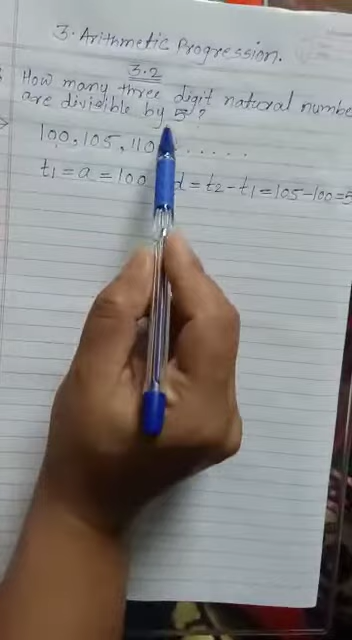 3. Arithmetic Progression.
3.2
How many three digit natural numbe
are divisible by 5?
100, 105, 110, .....
t1 = a = 100 d = t2 - t1 = 105 - 100 = 5